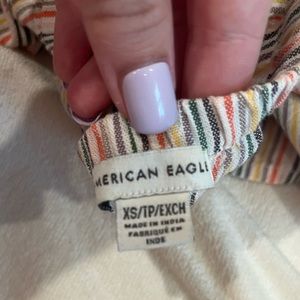 MERICAN EAGL
XS/TP/EXCH
MADE IN INDIA
FABRIQUÉ EN
INDE